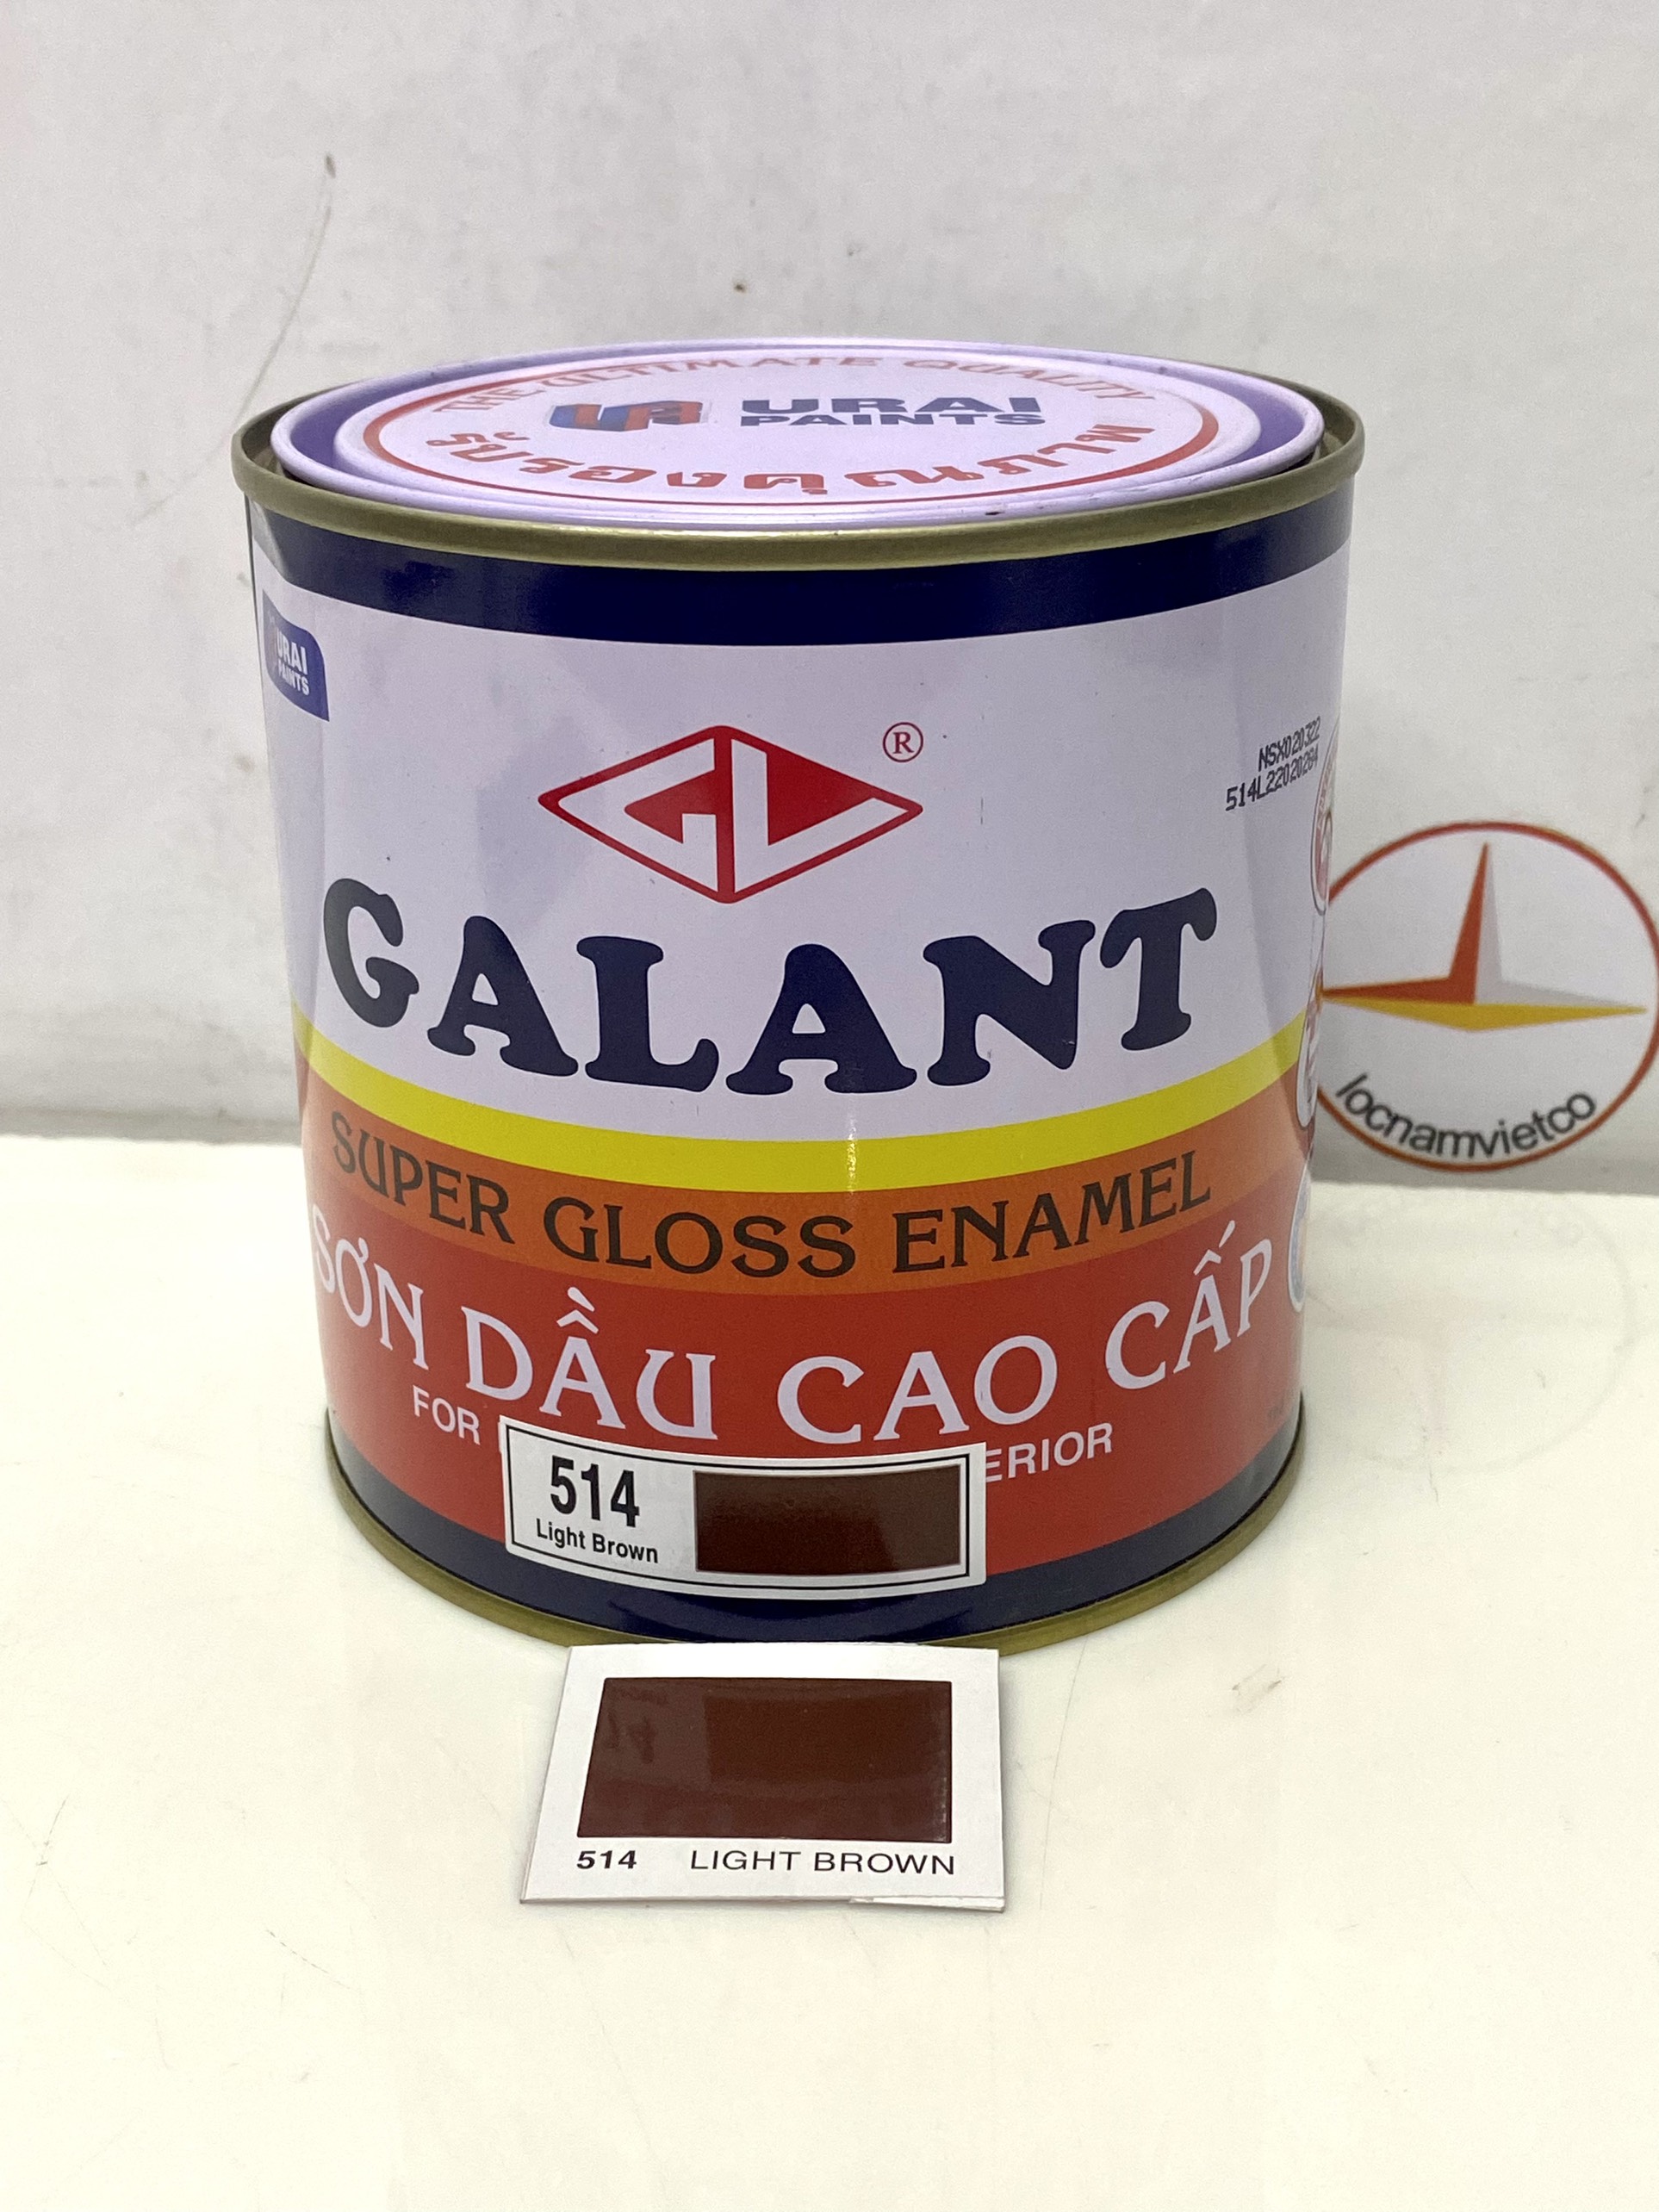 THE ULTIMATE QUALITY
URAI
PAINTS
URAI
PAINTS
®
NSX020322
514L22020284
GALANT
locnamvietco
SUPER GLOSS ENAMEL
SƠN DẦU CAO CẤP
FOR ERIOR
514
Light Brown
514 LIGHT BROWN